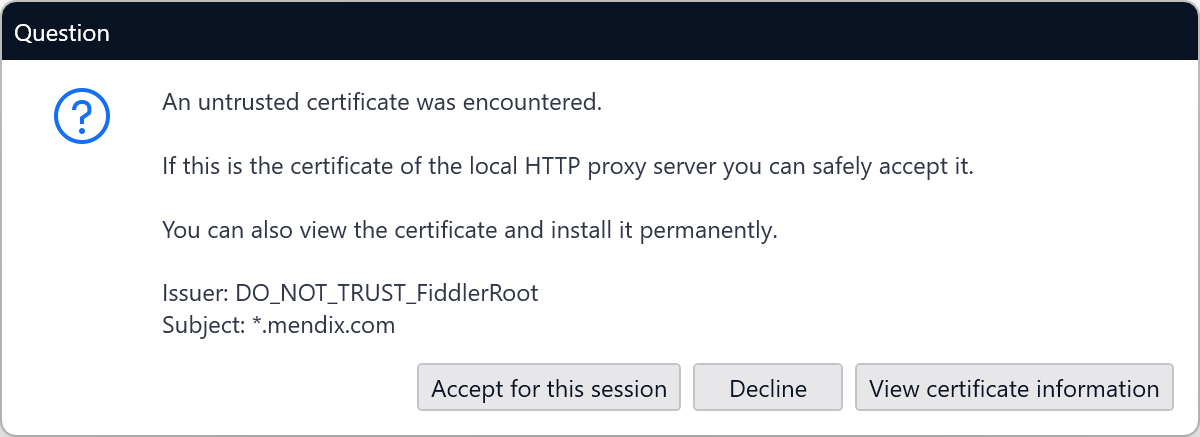 Question
An untrusted certificate was encountered.
If this is the certificate of the local HTTP proxy server you can safely accept it.
You can also view the certificate and install it permanently.
Issuer: DO_NOT_TRUST_FiddlerRoot
Subject: *.mendix.com
Accept for this session
Decline
View certificate information